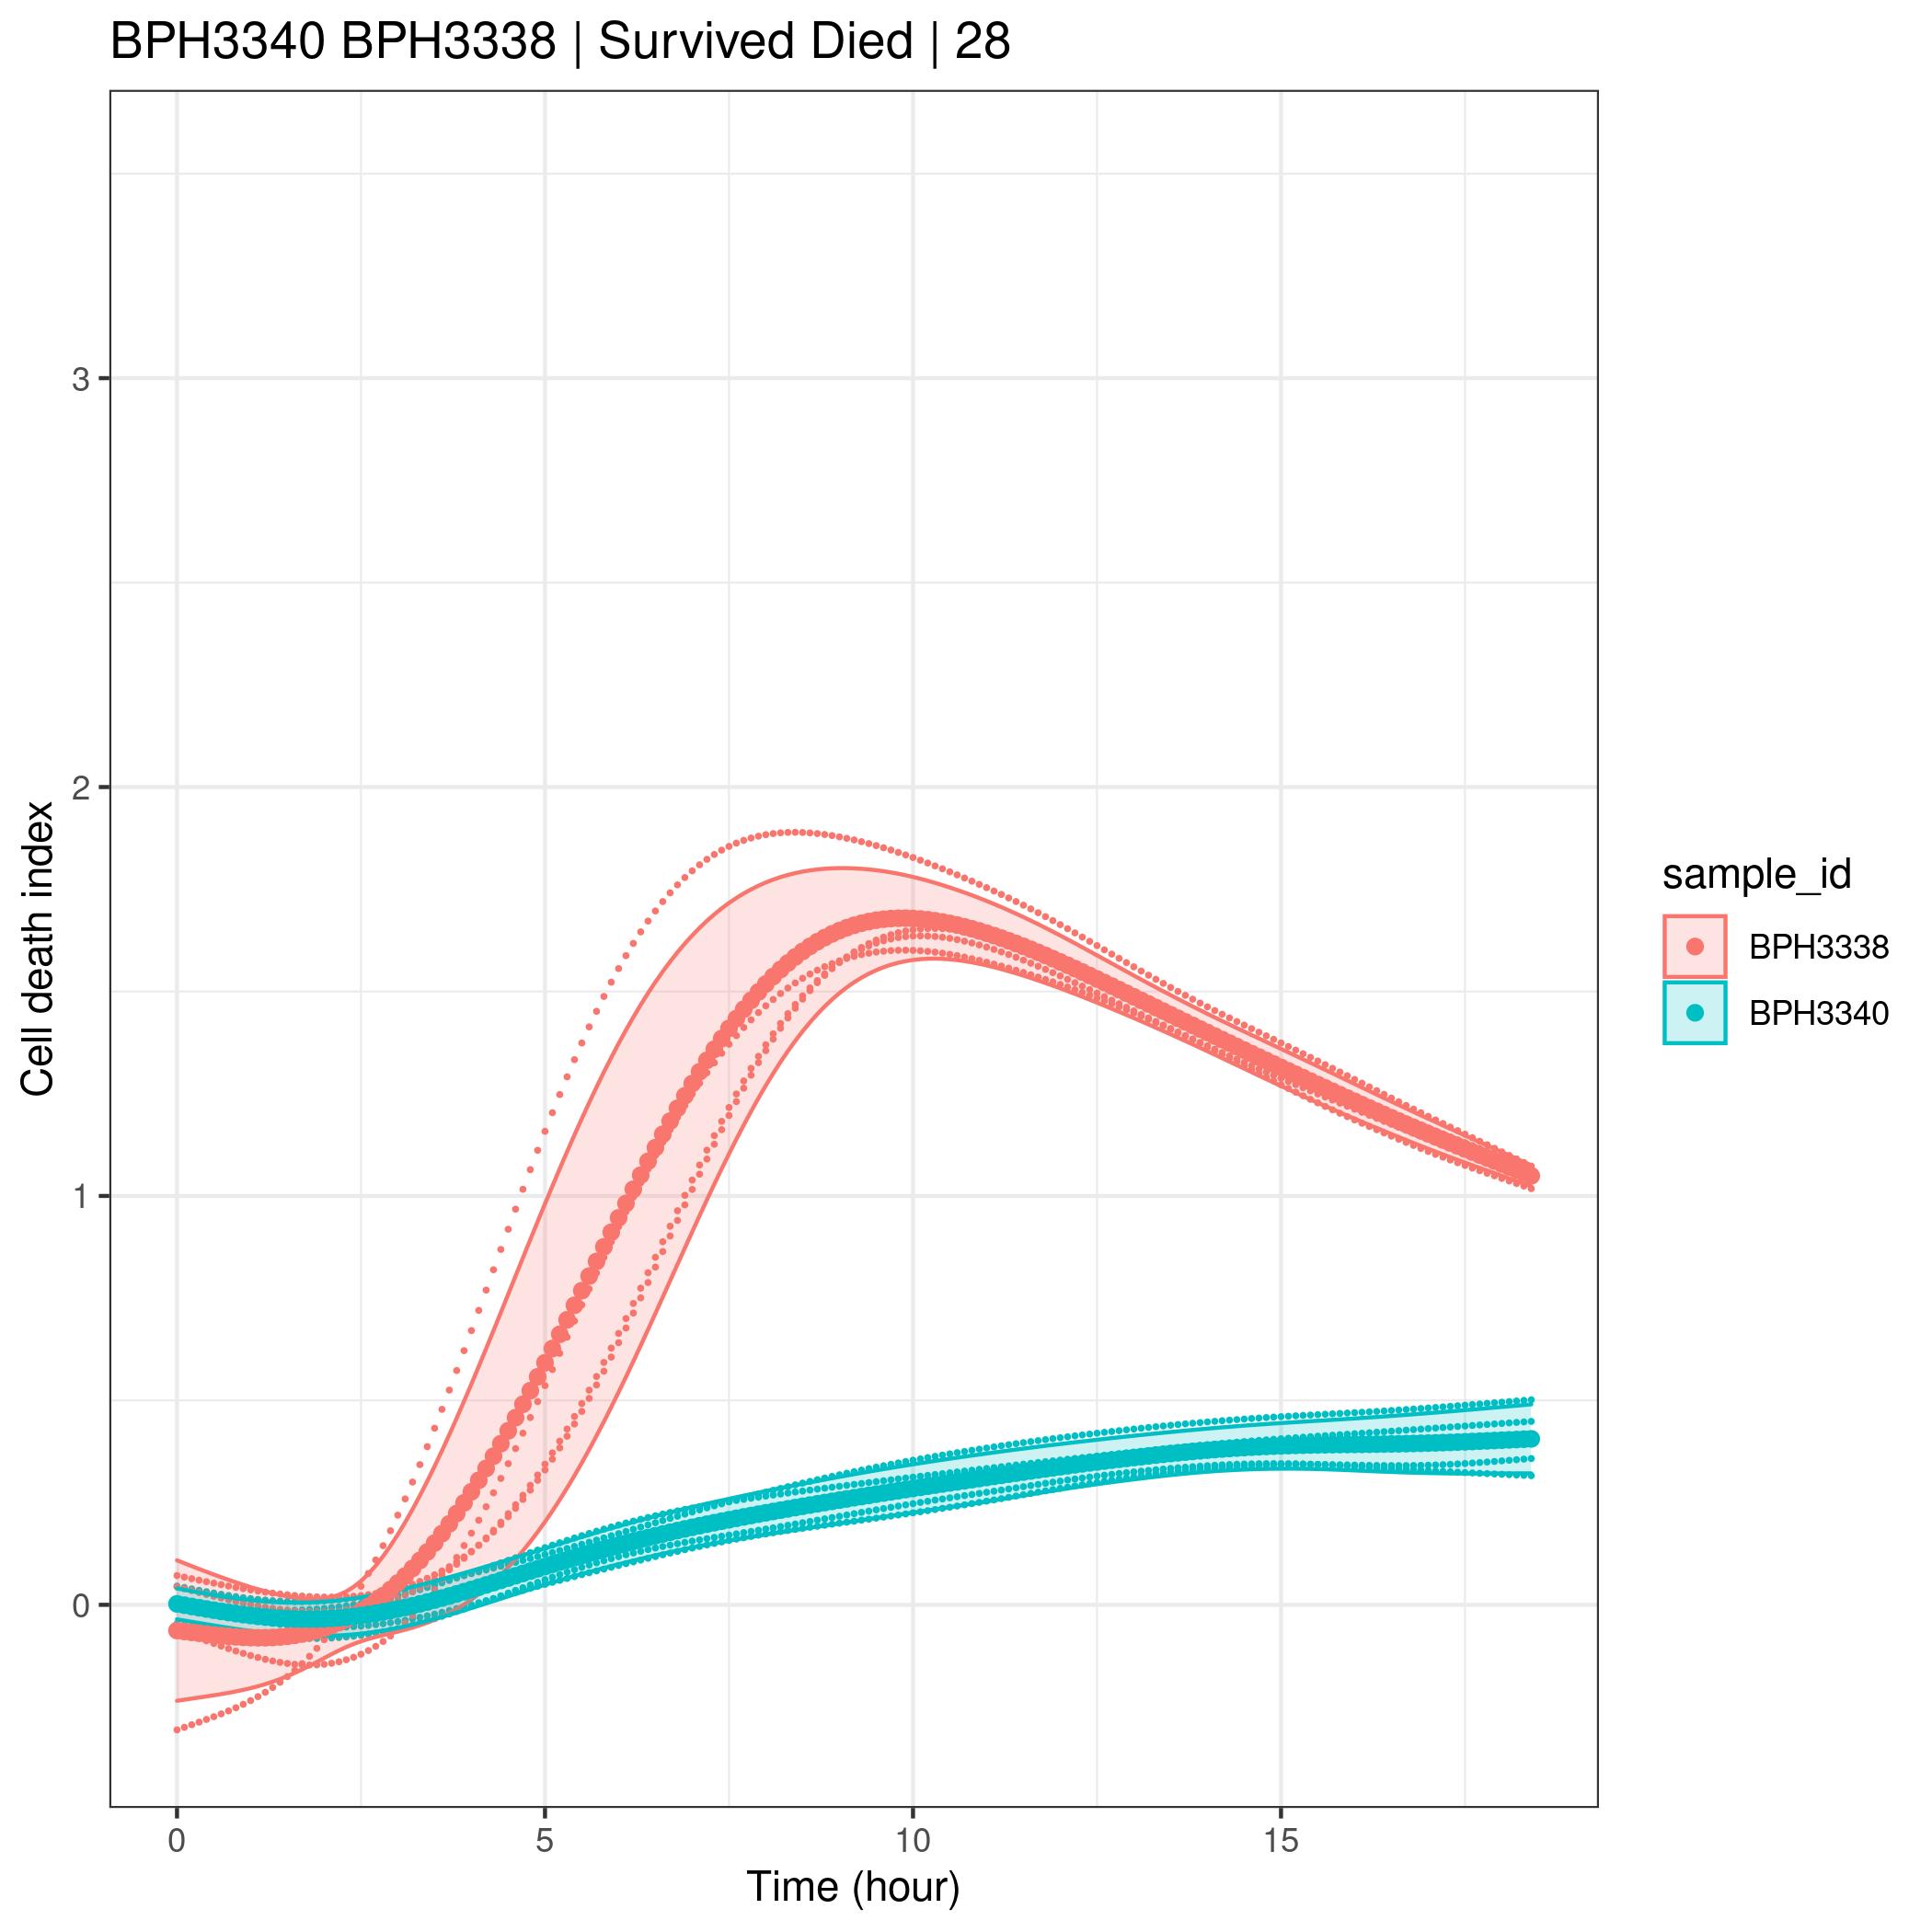 BPH3340 BPH3338 | Survived Died | 28
3
2
1
0
Cell death index
0 5 10 15
Time (hour)
sample_id
BPH3338
BPH3340